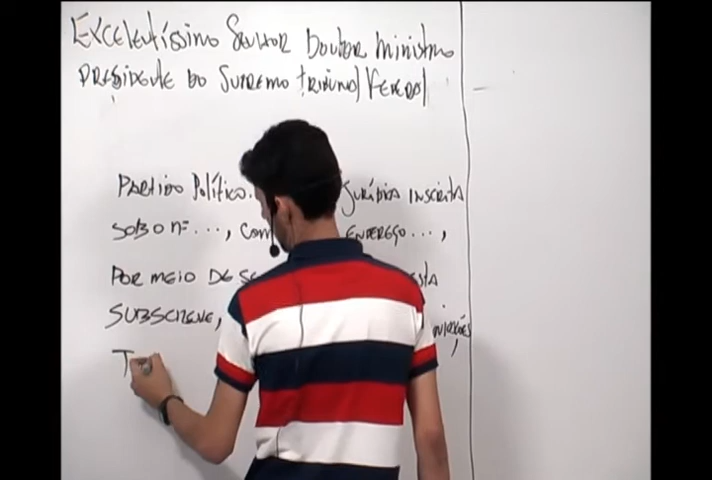 EXCELENTÍSSIMO SENHOR DOUTOR MINISTRO
PRESIDENTE DO SUPREMO TRIBUNAL FEDERAL
PARTIDO POLÍTICO. JURÍDICA INSCRITA
SOB O Nº ..., COM ENDEREÇO ...,
POR MEIO DE
SUBSCREVE,
T